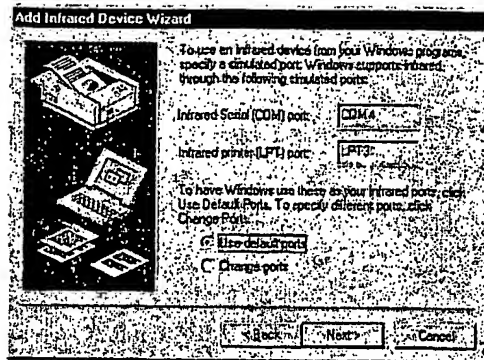 Add Infrared Device Wizard
To use an infrared device from your Windows programs,
specify a simulated port. Windows supports infrared
through the following simulated ports:
Infrared Serial (COM) port:
COM4
Infrared printer (LPT) port:
LPT3
To have Windows use these as your infrared ports, click
Use Default Ports. To specify different ports, click
Change Ports.
Use default ports
Change ports
< Back
Next >
Cancel